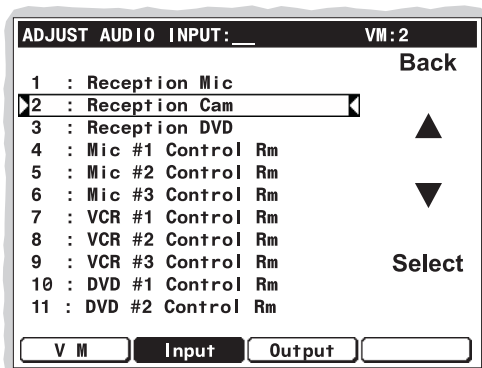 ADJUST AUDIO INPUT:__ VM:2
Back
1 : Reception Mic
2 : Reception Cam
3 : Reception DVD
4 : Mic #1 Control Rm
5 : Mic #2 Control Rm
6 : Mic #3 Control Rm
7 : VCR #1 Control Rm
8 : VCR #2 Control Rm
9 : VCR #3 Control Rm
Select
10 : DVD #1 Control Rm
11 : DVD #2 Control Rm
V M Input Output